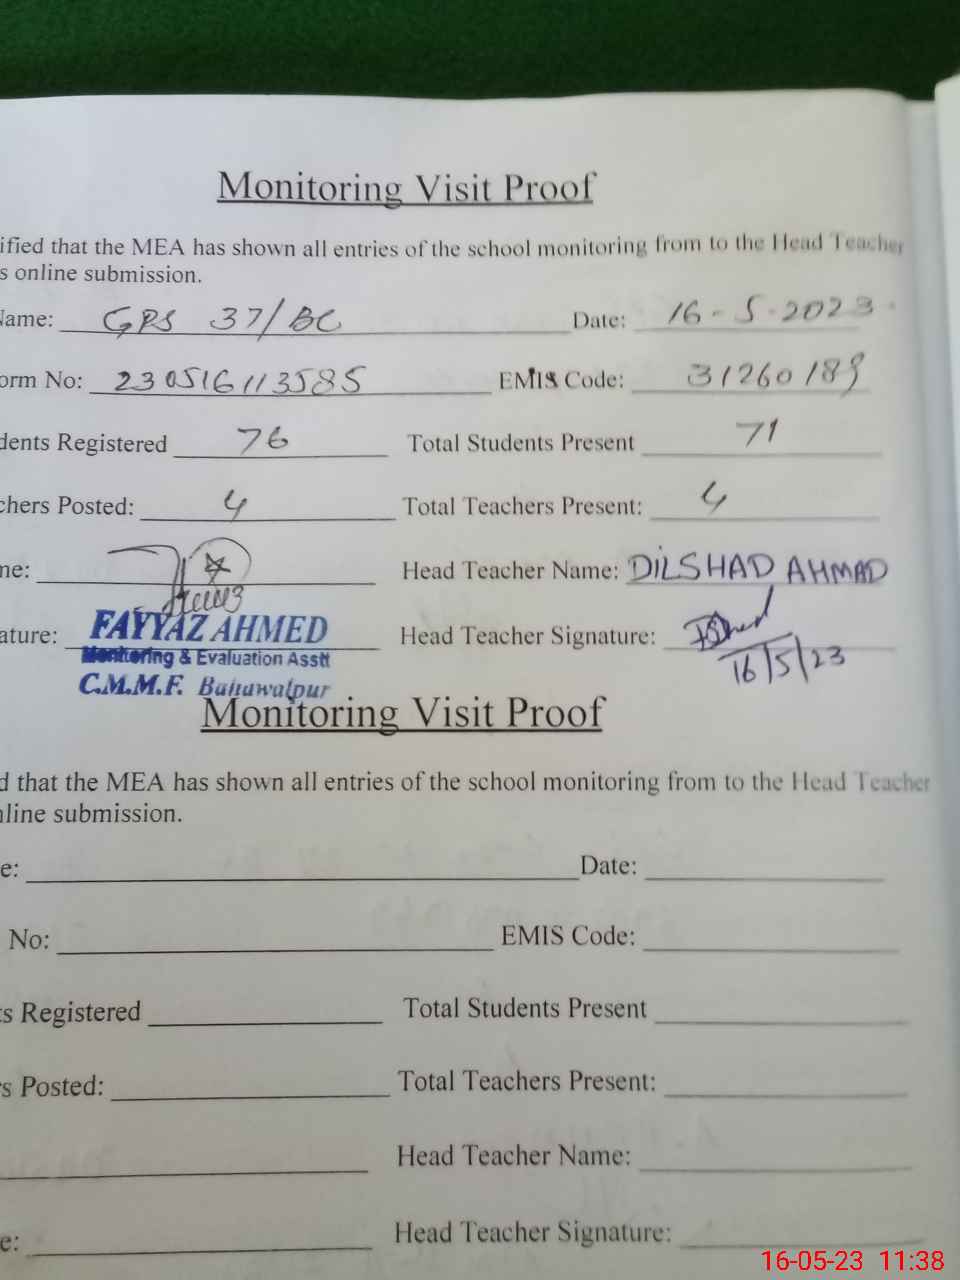 Monitoring Visit Proof
ified that the MEA has shown all entries of the school monitoring from to the Head Teacher
s online submission.
Name: GPS 37/BC Date: 16-5-2023
orm No: 230516113585 EMIS Code: 31260189
dents Registered 76 Total Students Present 71
chers Posted: 4 Total Teachers Present: 4
me: Head Teacher Name: DILSHAD AHMAD
ature: FAYYAZ AHMED Head Teacher Signature:
Monitoring & Evaluation Asstt 16/5/23
C.M.M.F. Bahawalpur
Monitoring Visit Proof
d that the MEA has shown all entries of the school monitoring from to the Head Teacher
nline submission.
e: Date:
No: EMIS Code:
ts Registered Total Students Present
rs Posted: Total Teachers Present:
Head Teacher Name:
e: Head Teacher Signature:
16-05-23 11:38